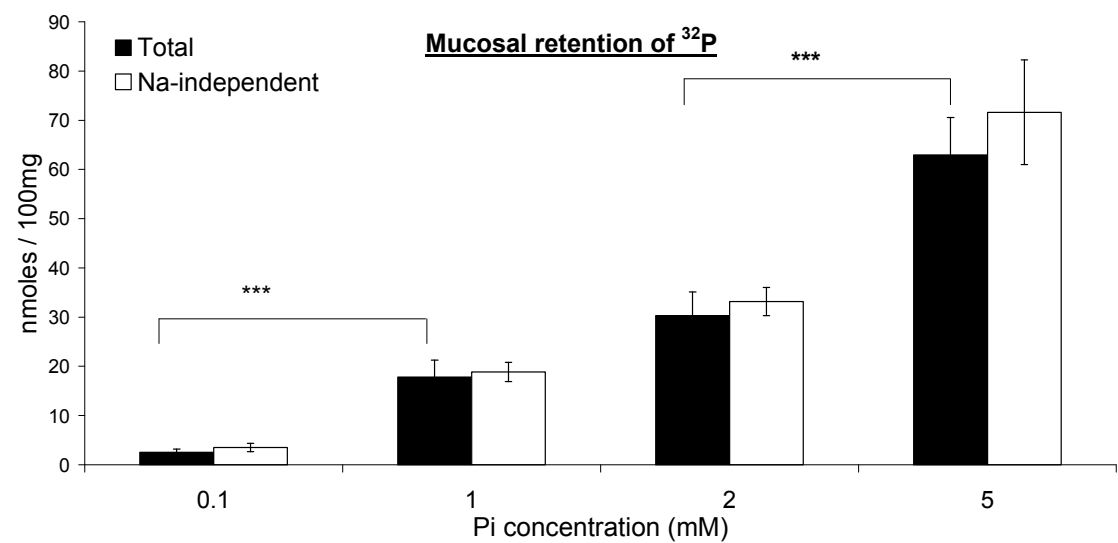 Mucosal retention of ³²P
Total
Na-independent
***
***
nmoles / 100mg
90
80
70
60
50
40
30
20
10
0
0.1 1 2 5
Pi concentration (mM)